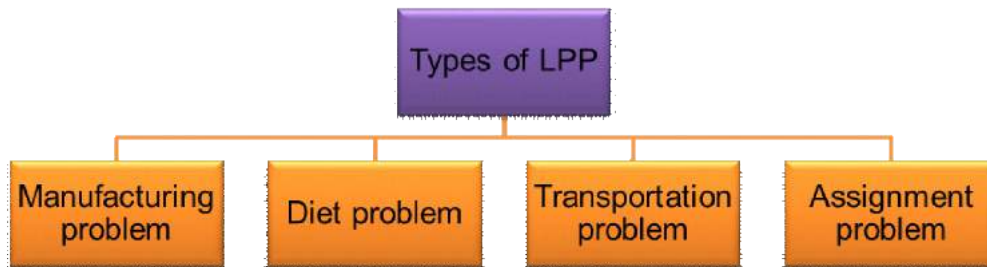 Types of LPP
Manufacturing
problem
Diet problem
Transportation
problem
Assignment
problem